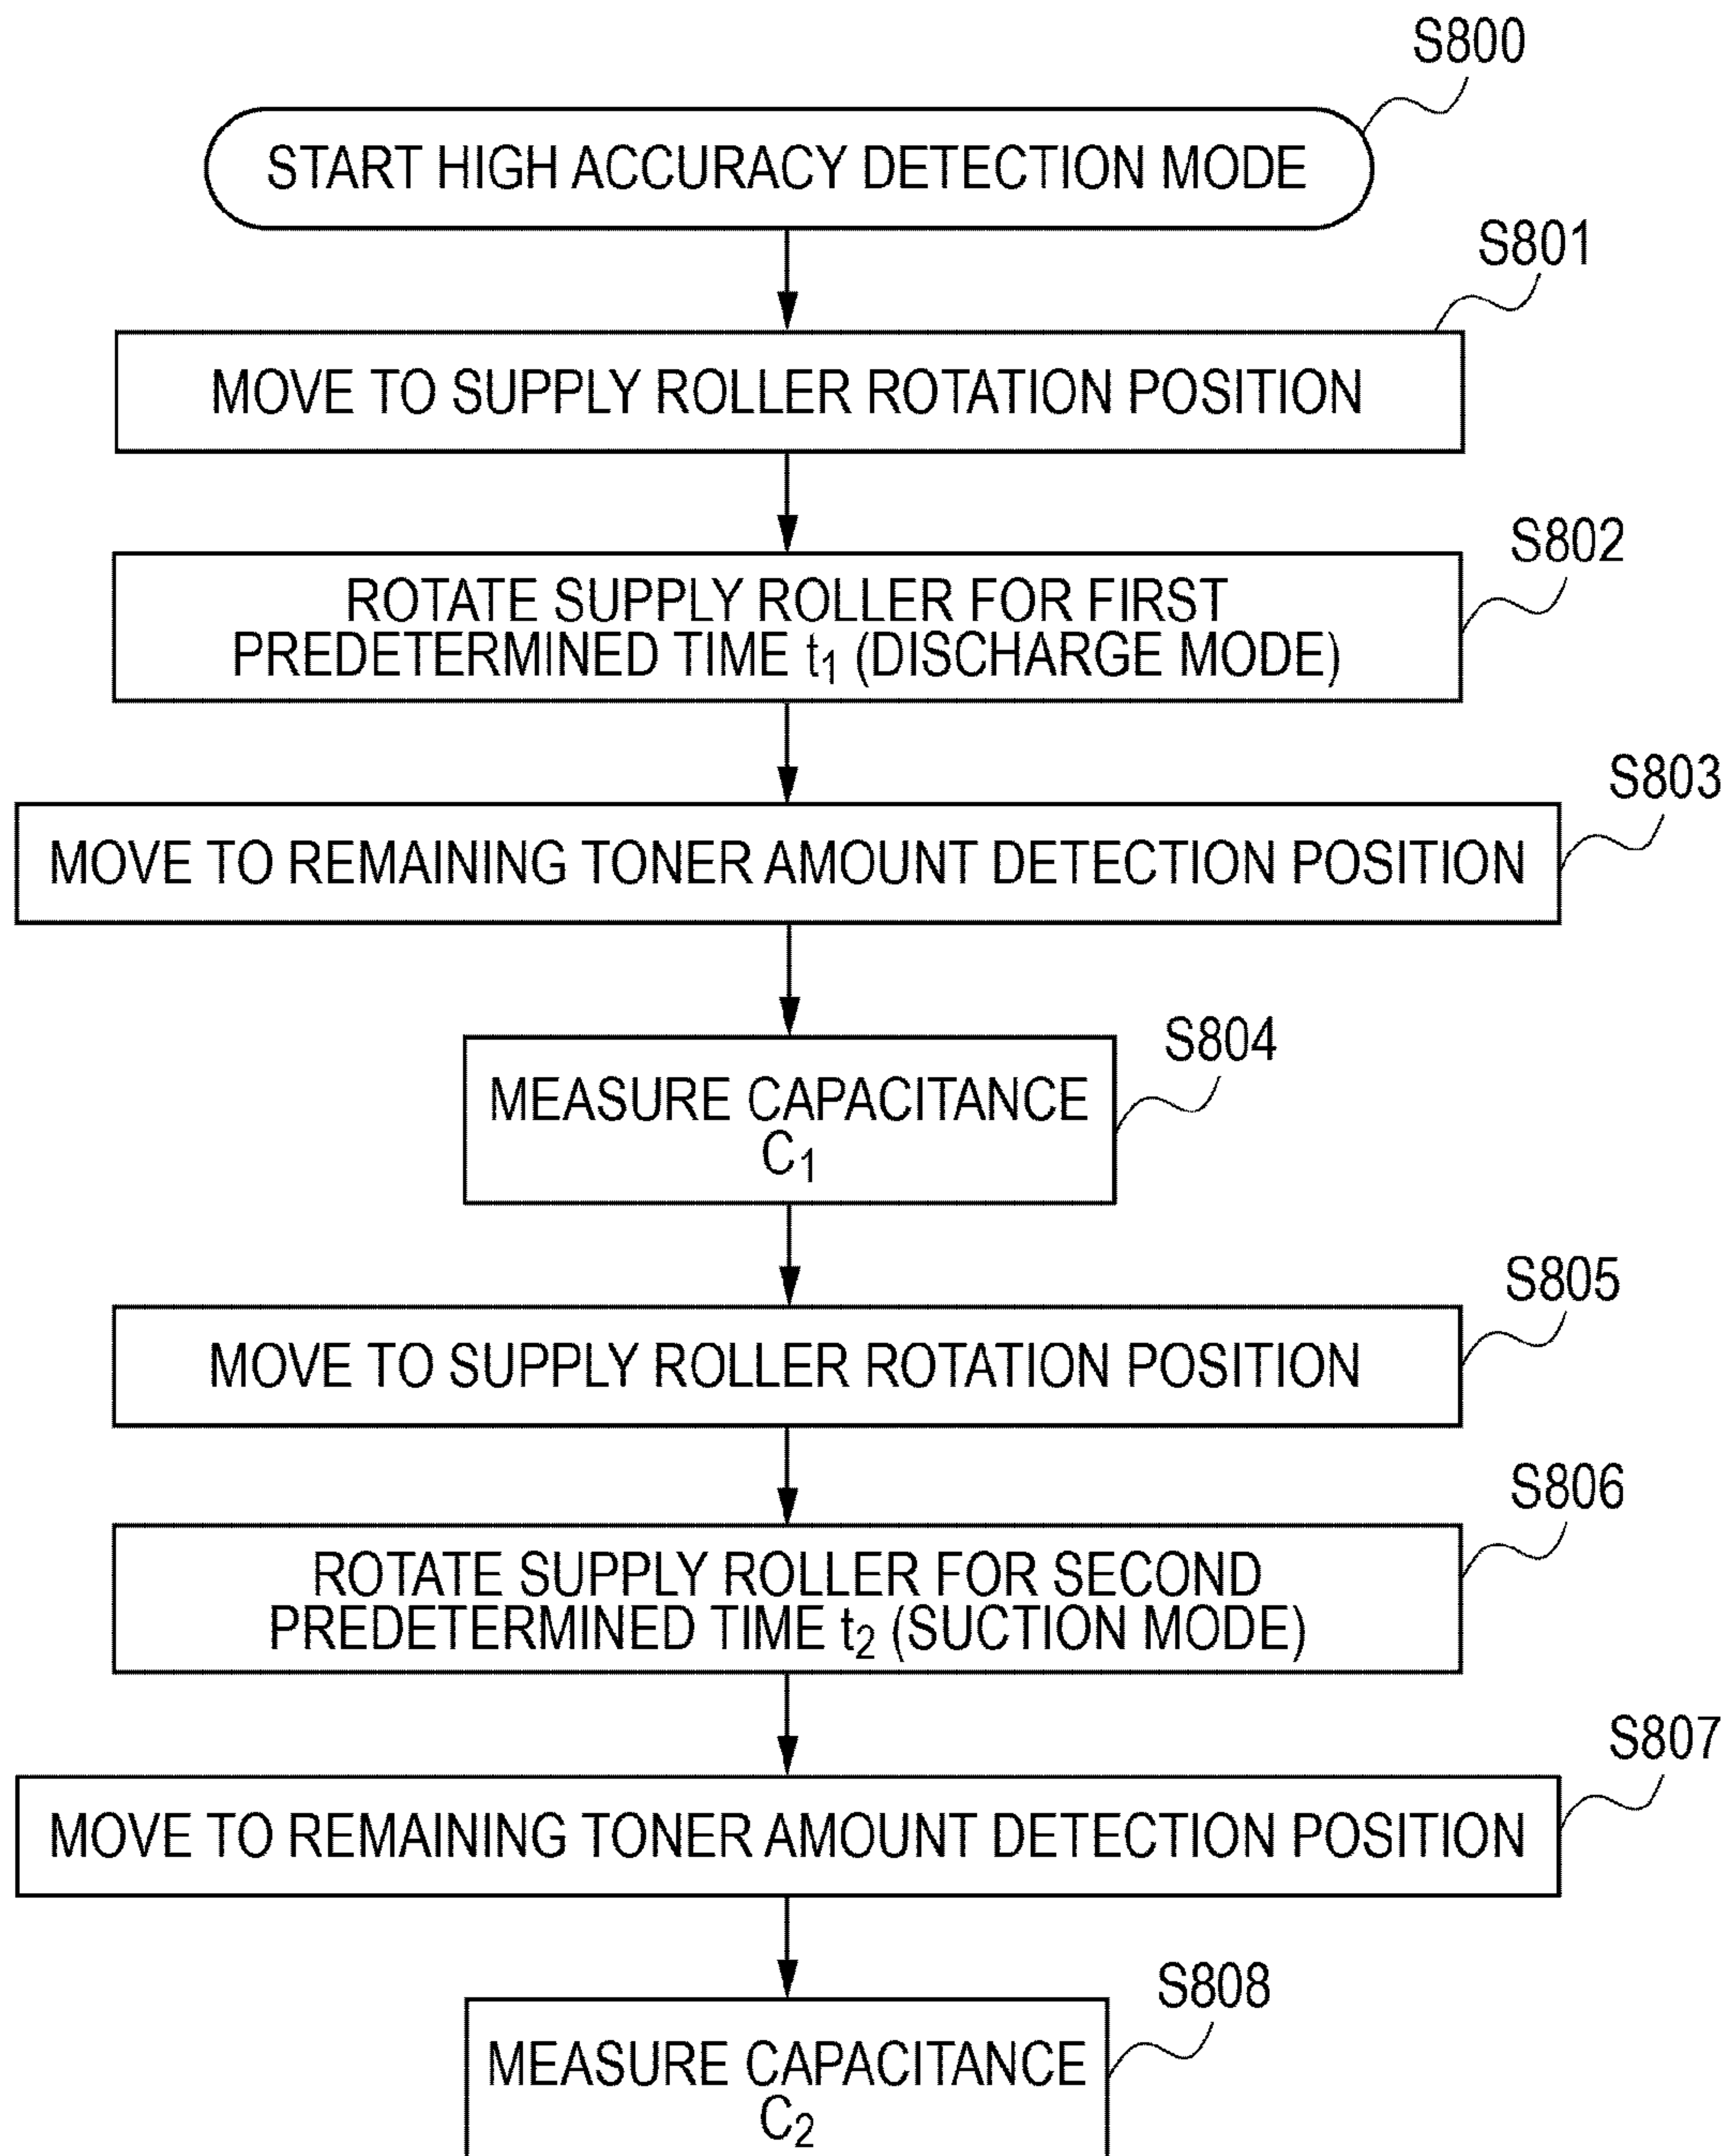 S800
START HIGH ACCURACY DETECTION MODE
S801
MOVE TO SUPPLY ROLLER ROTATION POSITION
S802
ROTATE SUPPLY ROLLER FOR FIRST
PREDETERMINED TIME t₁ (DISCHARGE MODE)
S803
MOVE TO REMAINING TONER AMOUNT DETECTION POSITION
S804
MEASURE CAPACITANCE
C₁
S805
MOVE TO SUPPLY ROLLER ROTATION POSITION
S806
ROTATE SUPPLY ROLLER FOR SECOND
PREDETERMINED TIME t₂ (SUCTION MODE)
S807
MOVE TO REMAINING TONER AMOUNT DETECTION POSITION
S808
MEASURE CAPACITANCE
C₂